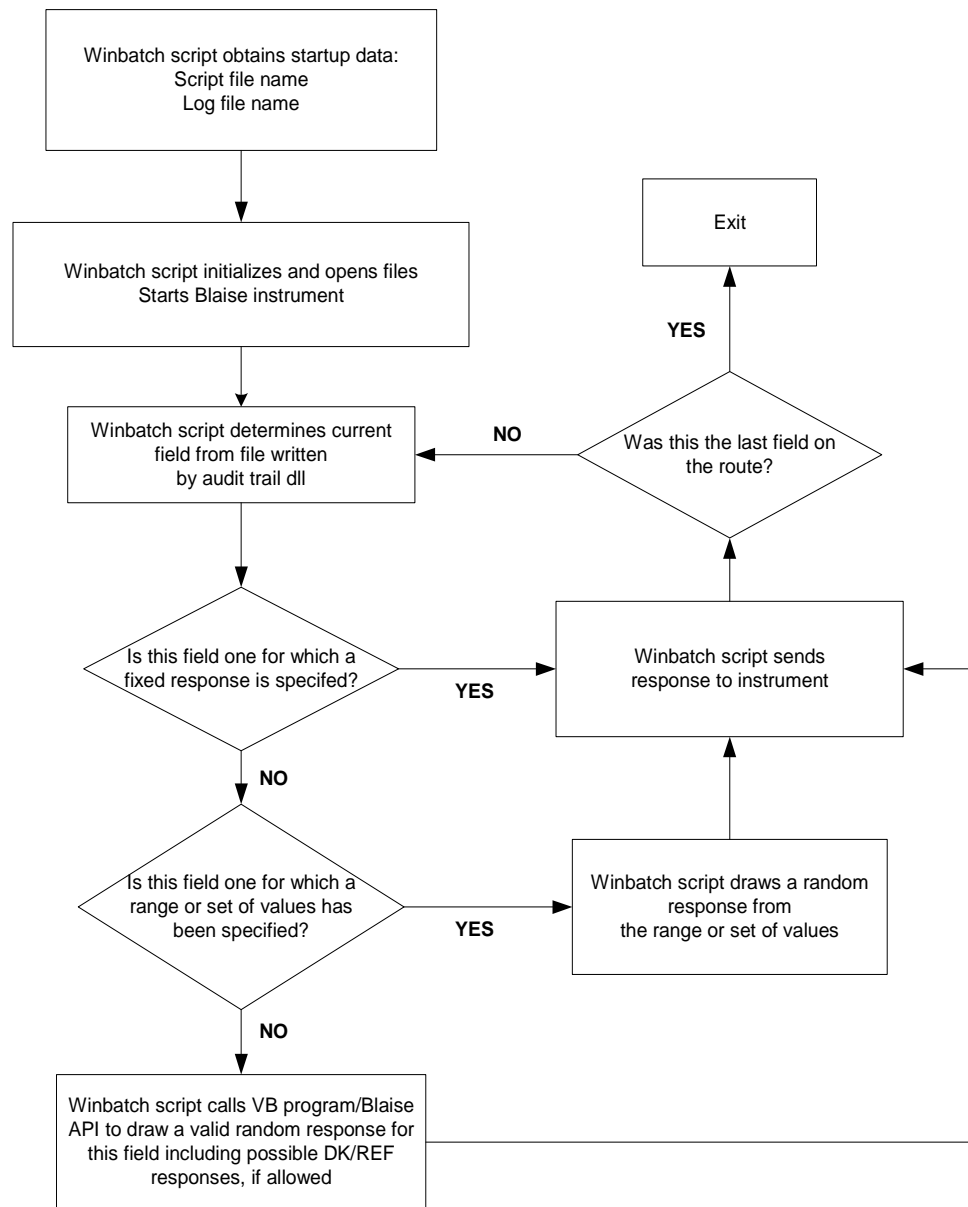 Winbatch script obtains startup data:
Script file name
Log file name
Winbatch script initializes and opens files
Starts Blaise instrument
Winbatch script determines current
field from file written
by audit trail dll
Is this field one for which a
fixed response is specifed?
YES
NO
Is this field one for which a
range or set of values has
been specified?
YES
NO
Winbatch script calls VB program/Blaise
API to draw a valid random response for
this field including possible DK/REF
responses, if allowed
Winbatch script draws a random
response from
the range or set of values
Winbatch script sends
response to instrument
Was this the last field on
the route?
NO
YES
Exit